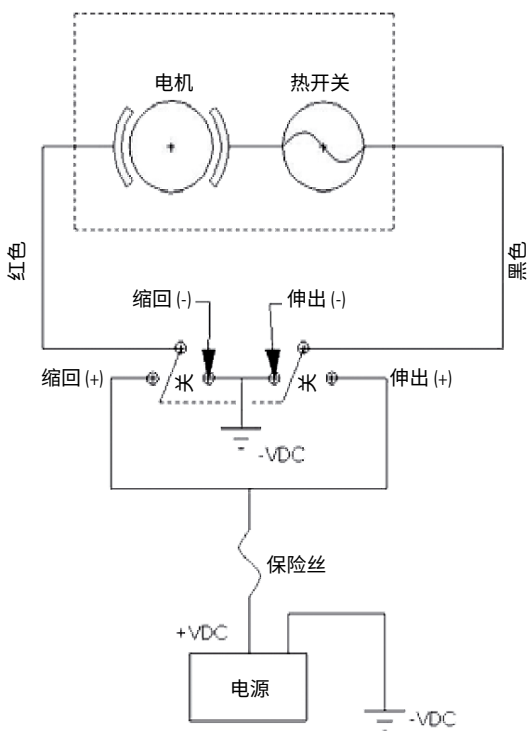 电机
热开关
红色
黑色
缩回 (-)
伸出 (-)
缩回 (+)
关
关
伸出 (+)
-VDC
保险丝
+VDC
电源
-VDC